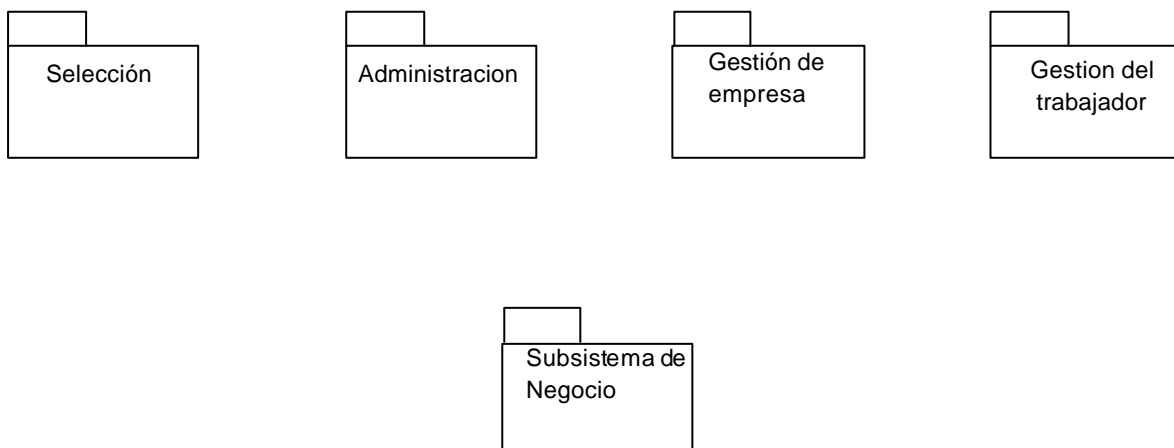 Selección
Administracion
Gestión de
empresa
Gestion del
trabajador
Subsistema de
Negocio